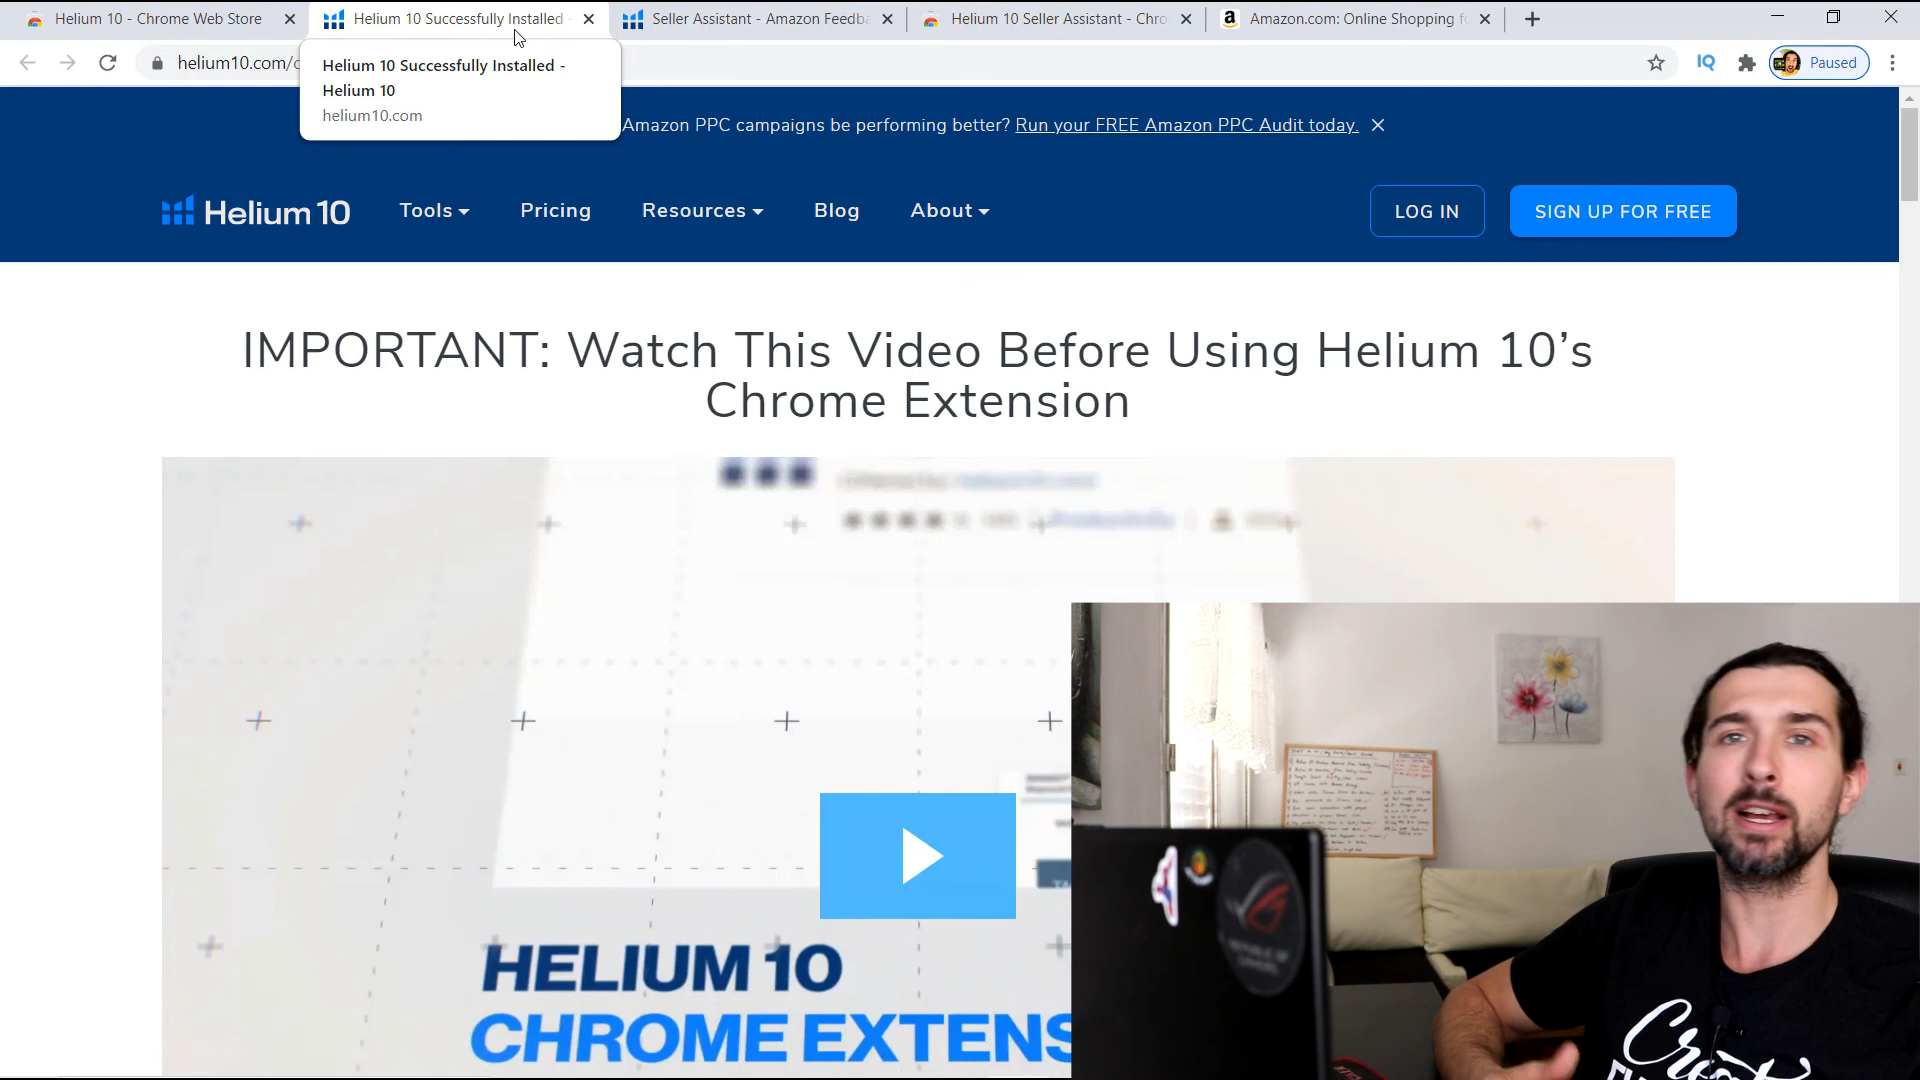 Helium 10 - Chrome Web Store
Helium 10 Successfully Installed -
Seller Assistant - Amazon Feedba
Helium 10 Seller Assistant - Chro
Amazon.com: Online Shopping f
helium10.com/c
IQ
Paused
Helium 10 Successfully Installed -
Helium 10
helium10.com
Amazon PPC campaigns be performing better? Run your FREE Amazon PPC Audit today.
Helium 10
Tools
Pricing
Resources
Blog
About
LOG IN
SIGN UP FOR FREE
IMPORTANT: Watch This Video Before Using Helium 10’s
Chrome Extension
HELIUM 10
CHROME EXTENS